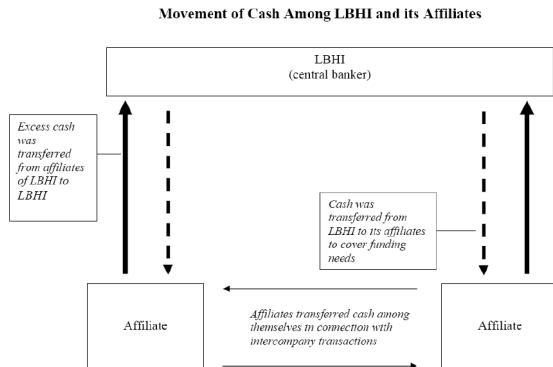 Movement of Cash Among LBHI and its Affiliates
LBHI
(central banker)
Excess cash
was
transferred
from affiliates
of LBHI to
LBHI
Cash was
transferred from
LBHI to its affiliates
to cover funding
needs
Affiliate
Affiliates transferred cash among
themselves in connection with
intercompany transactions
Affiliate